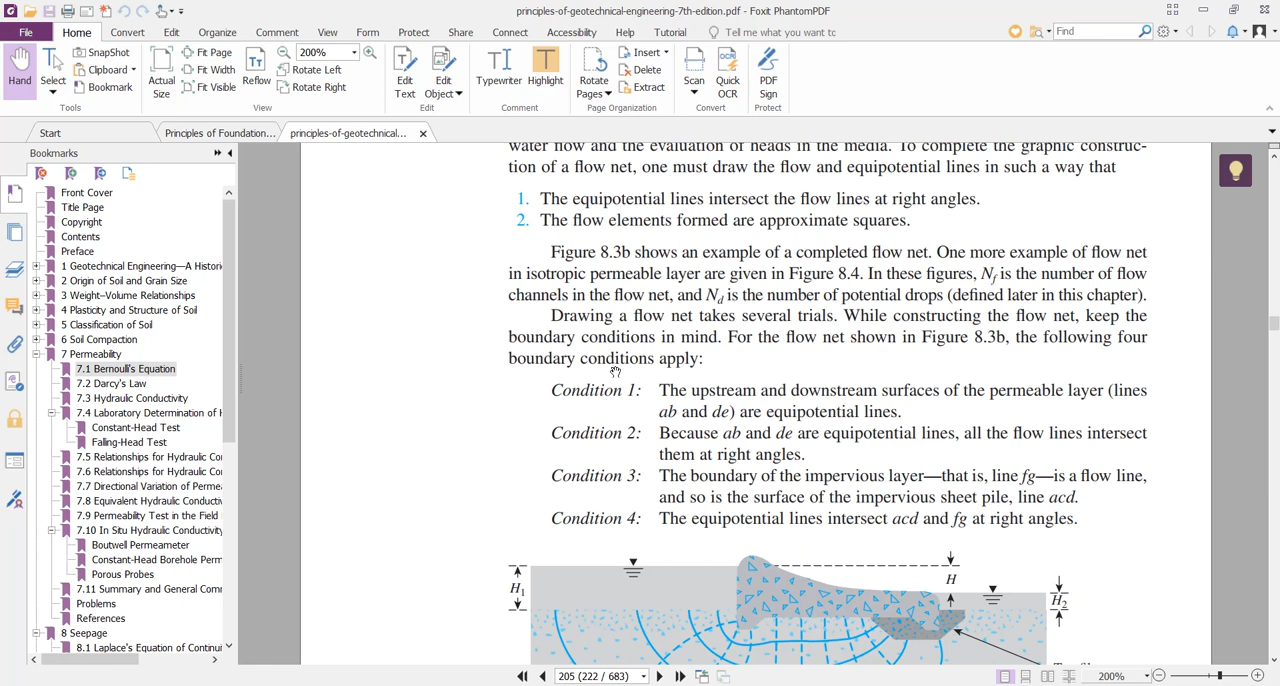 principles-of-geotechnical-engineering-7th-edition.pdf - Foxit PhantomPDF
File Home Convert Edit Organize Comment View Form Protect Share Connect Accessibility Help Tutorial Tell me what you want tc Find
Hand
Select
SnapShot
Clipboard
Bookmark
Tools
Actual Size
Fit Page
Fit Width
Fit Visible
Reflow
200%
Rotate Left
Rotate Right
View
Edit Text
Edit Object
Edit
Typewriter
Highlight
Comment
Rotate Pages
Insert
Delete
Extract
Page Organization
Scan
Quick OCR
Convert
PDF Sign
Protect
Start
Principles of Foundation...
principles-of-geotechnical...
Bookmarks
Front Cover
Title Page
Copyright
Contents
Preface
1 Geotechnical Engineering—A Histori
2 Origin of Soil and Grain Size
3 Weight–Volume Relationships
4 Plasticity and Structure of Soil
5 Classification of Soil
6 Soil Compaction
7 Permeability
7.1 Bernoulli's Equation
7.2 Darcy's Law
7.3 Hydraulic Conductivity
7.4 Laboratory Determination of H
Constant-Head Test
Falling-Head Test
7.5 Relationships for Hydraulic Co
7.6 Relationships for Hydraulic Co
7.7 Directional Variation of Permea
7.8 Equivalent Hydraulic Conductiv
7.9 Permeability Test in the Field
7.10 In Situ Hydraulic Conductivity
Boutwell Permeameter
Constant-Head Borehole Perm
Porous Probes
7.11 Summary and General Comm
Problems
References
8 Seepage
8.1 Laplace's Equation of Continui
water flow and the evaluation of heads in the media. To complete the graphic construc-
tion of a flow net, one must draw the flow and equipotential lines in such a way that
1. The equipotential lines intersect the flow lines at right angles.
2. The flow elements formed are approximate squares.
Figure 8.3b shows an example of a completed flow net. One more example of flow net
in isotropic permeable layer are given in Figure 8.4. In these figures, Nf is the number of flow
channels in the flow net, and Nd is the number of potential drops (defined later in this chapter).
Drawing a flow net takes several trials. While constructing the flow net, keep the
boundary conditions in mind. For the flow net shown in Figure 8.3b, the following four
boundary conditions apply:
Condition 1: The upstream and downstream surfaces of the permeable layer (lines
ab and de) are equipotential lines.
Condition 2: Because ab and de are equipotential lines, all the flow lines intersect
them at right angles.
Condition 3: The boundary of the impervious layer—that is, line fg—is a flow line,
and so is the surface of the impervious sheet pile, line acd.
Condition 4: The equipotential lines intersect acd and fg at right angles.
H1
H
H2
205 (222 / 683)
200%